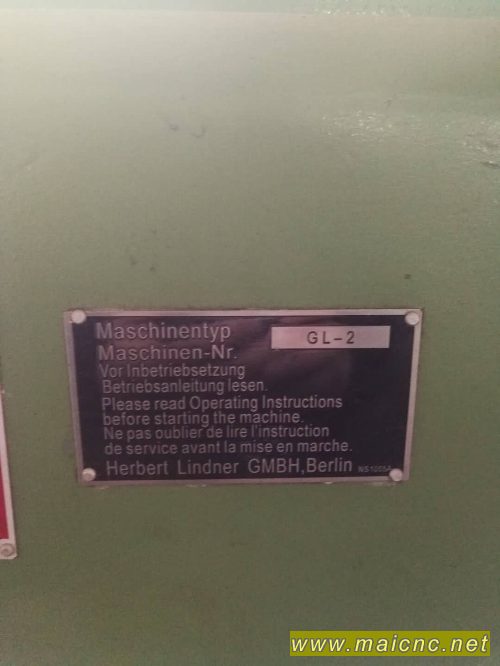 Maschinentyp GL-2
Maschinen-Nr.
Vor Inbetriebsetzung
Betriebsanleitung lesen.
Please read Operating Instructions
before starting the machine.
Ne pas oublier de lire l'instruction
de service avant la mise en marche.
Herbert Lindner GMBH,Berlin
www.maicnc.net